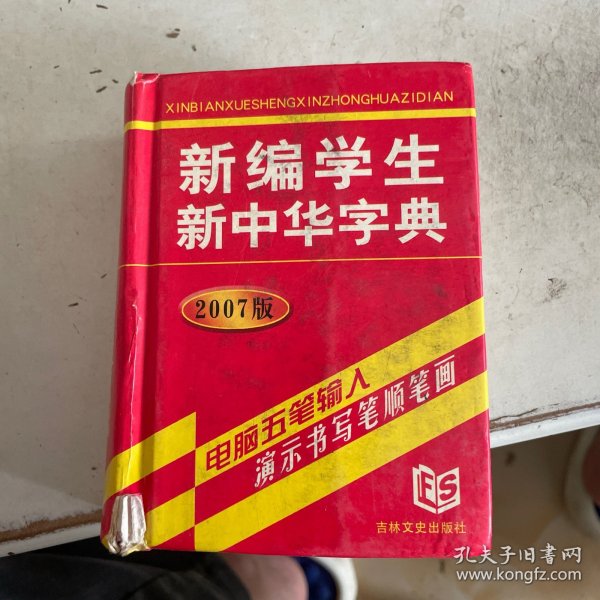 XINBIANXUESHENGXINZHONGHUAZIDIAN
新编学生
新中华字典
2007版
电脑五笔输入
演示书写笔顺笔画
FS
吉林文史出版社
孔夫子旧书网
www.kongfz.com